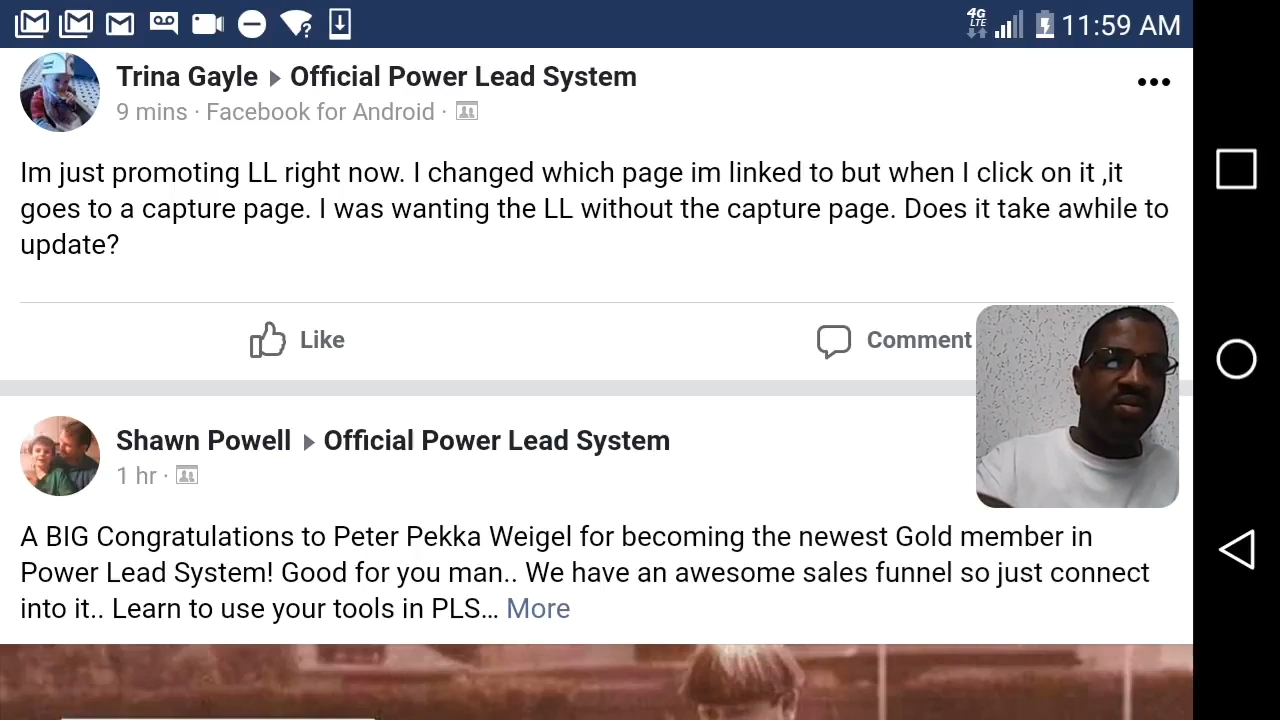 4G
LTE
11:59 AM
Trina Gayle Official Power Lead System
9 mins · Facebook for Android ·
Im just promoting LL right now. I changed which page im linked to but when I click on it ,it
goes to a capture page. I was wanting the LL without the capture page. Does it take awhile to
update?
Like
Comment
Shawn Powell Official Power Lead System
1 hr ·
A BIG Congratulations to Peter Pekka Weigel for becoming the newest Gold member in
Power Lead System! Good for you man.. We have an awesome sales funnel so just connect
into it.. Learn to use your tools in PLS... More